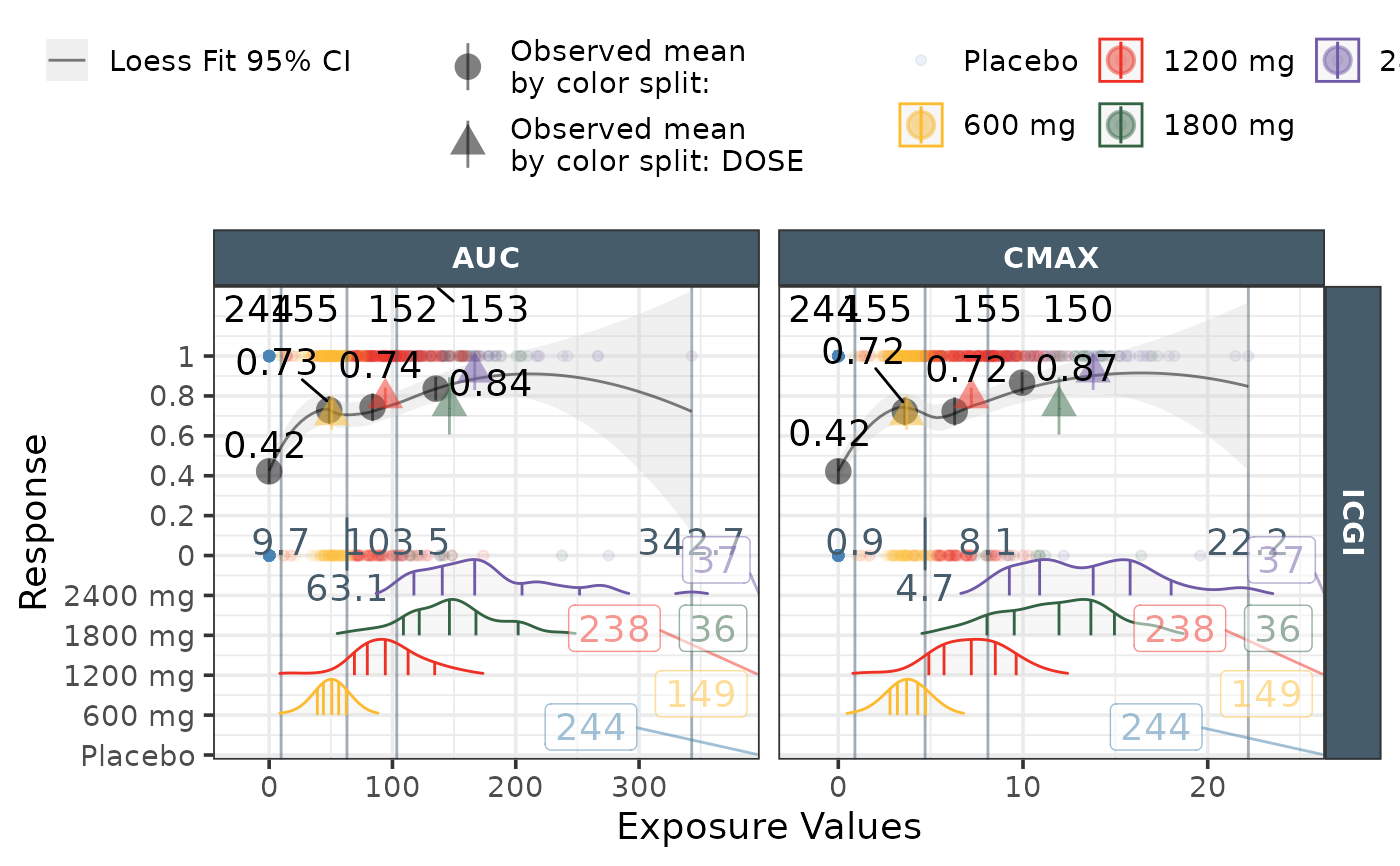 Loess Fit 95% CI
Observed mean
by color split:
Observed mean
by color split: DOSE
Placebo
1200 mg
600 mg
1800 mg
AUC
CMAX
ICGI
Response
244 155 152 153
0.73 0.74 0.84
0.42
9.7 103.5 342.7
63.1
37
238 36
149
244
244 155 155 150
0.72 0.72 0.87
0.42
0.9 8.1 22.2
4.7
37
238 36
149
244
1
0.8
0.6
0.4
0.2
0
2400 mg
1800 mg
1200 mg
600 mg
Placebo
0 100 200 300
0 10 20
Exposure Values